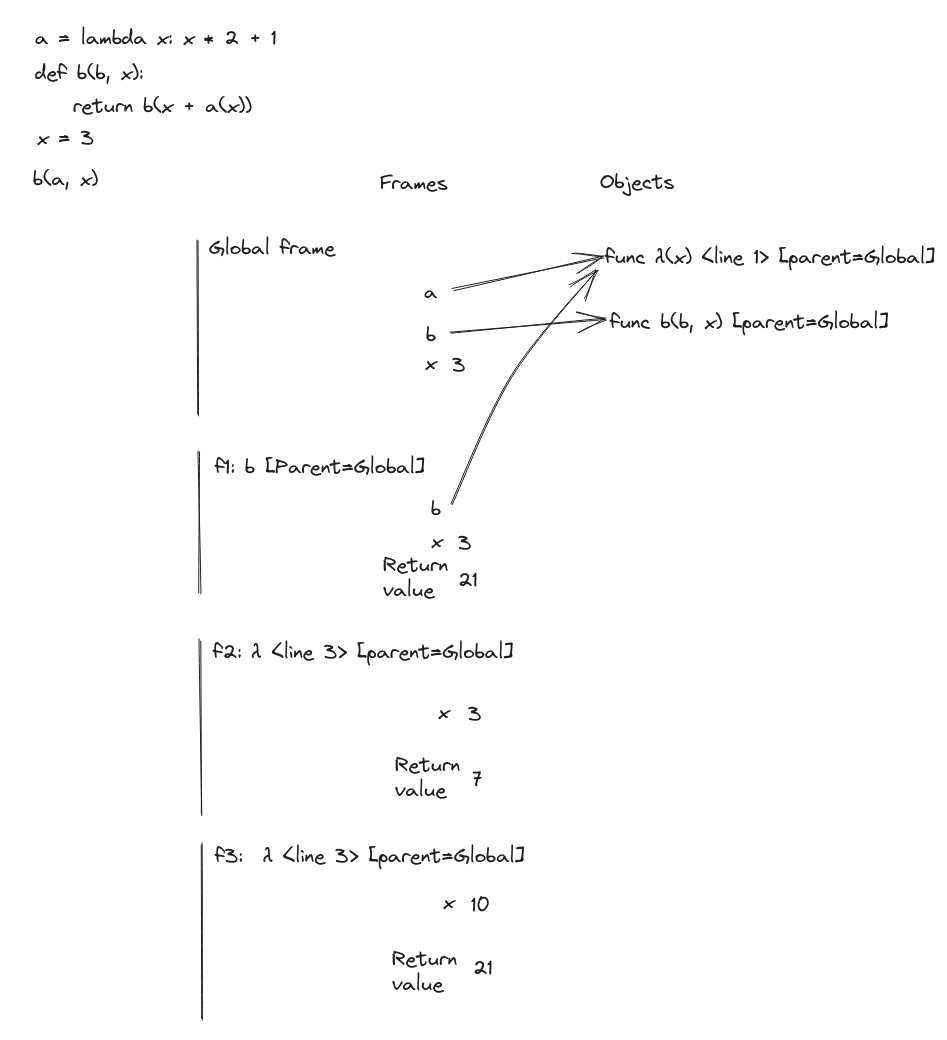 a = lambda x: x * 2 + 1
def b(b, x):
    return b(x + a(x))
x = 3
b(a, x)
Frames
Objects
Global frame
func λ(x) <line 1> [parent=Global]
a
func b(b, x) [parent=Global]
b
x 3
f1: b [Parent=Global]
b
x 3
Return
value 21
f2: λ <line 3> [parent=Global]
x 3
Return
value 7
f3: λ <line 3> [parent=Global]
x 10
Return
value 21